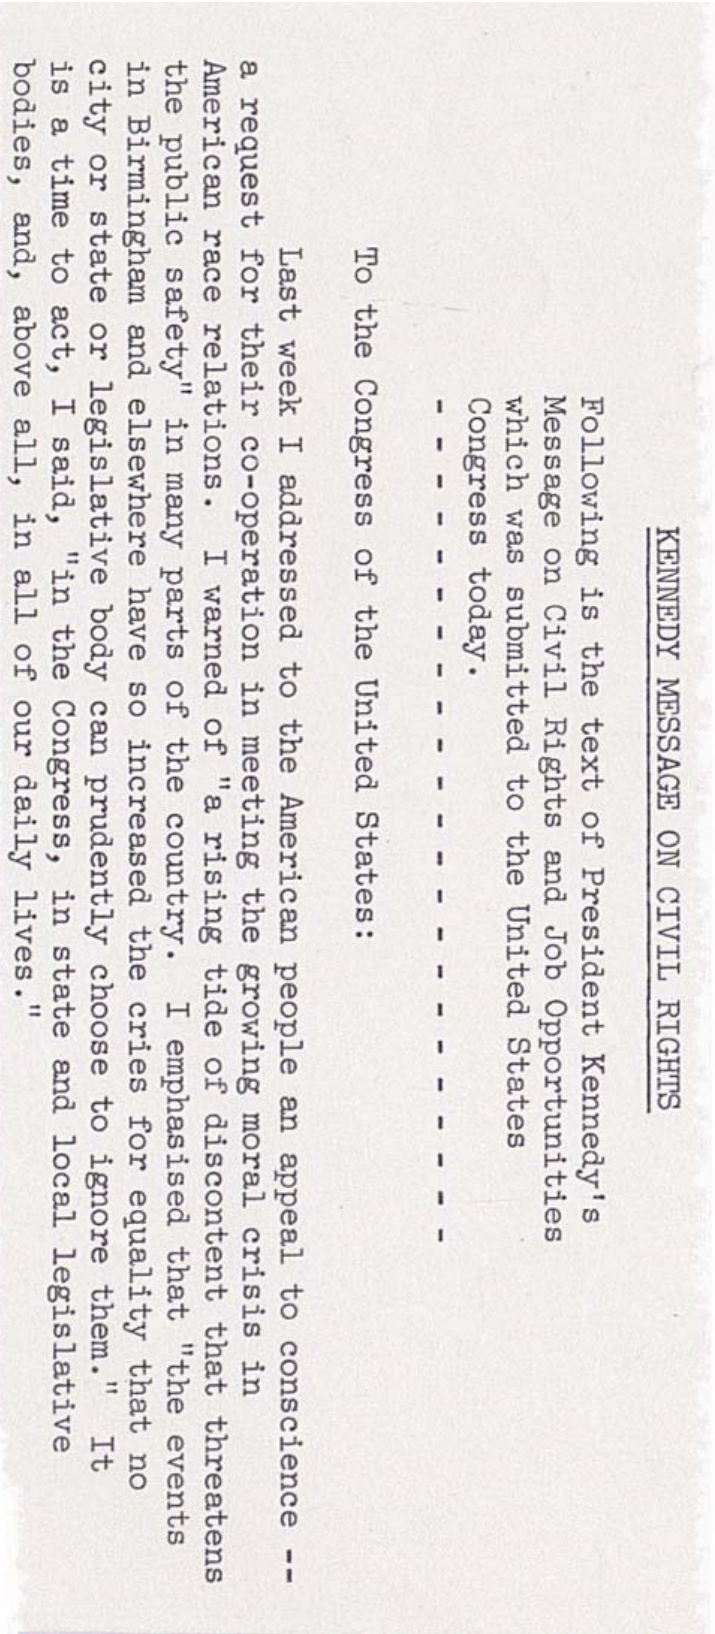 KENNEDY MESSAGE ON CIVIL RIGHTS
Following is the text of President Kennedy's
Message on Civil Rights and Job Opportunities
which was submitted to the United States
Congress today.
- - - - - - - - - - - - - - - - - - - - - -
To the Congress of the United States:
Last week I addressed to the American people an appeal to conscience --
a request for their co-operation in meeting the growing moral crisis in
American race relations. I warned of "a rising tide of discontent that threatens
the public safety" in many parts of the country. I emphasised that "the events
in Birmingham and elsewhere have so increased the cries for equality that no
city or state or legislative body can prudently choose to ignore them." It
is a time to act, I said, "in the Congress, in state and local legislative
bodies, and, above all, in all of our daily lives."